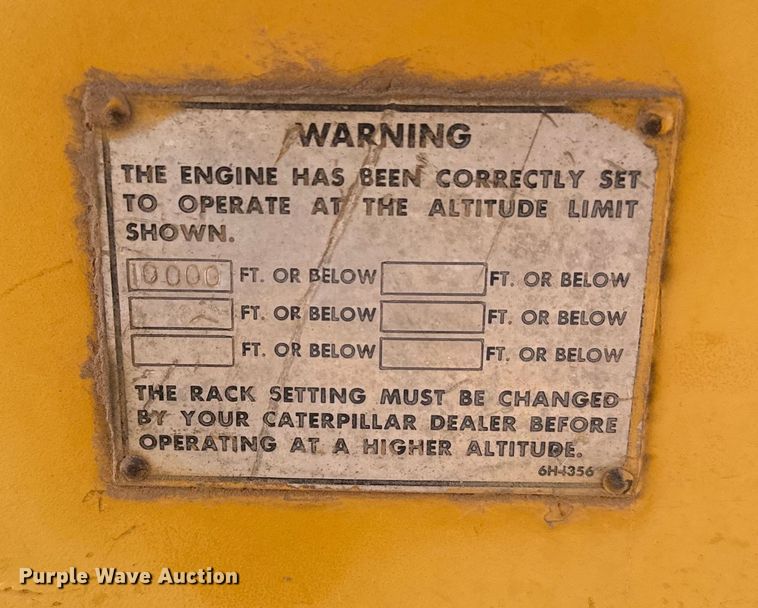 WARNING
THE ENGINE HAS BEEN CORRECTLY SET
TO OPERATE AT THE ALTITUDE LIMIT
SHOWN.
10000 FT. OR BELOW FT. OR BELOW
FT. OR BELOW FT. OR BELOW
FT. OR BELOW FT. OR BELOW
THE RACK SETTING MUST BE CHANGED
BY YOUR CATERPILLAR DEALER BEFORE
OPERATING AT A HIGHER ALTITUDE.
Purple Wave Auction